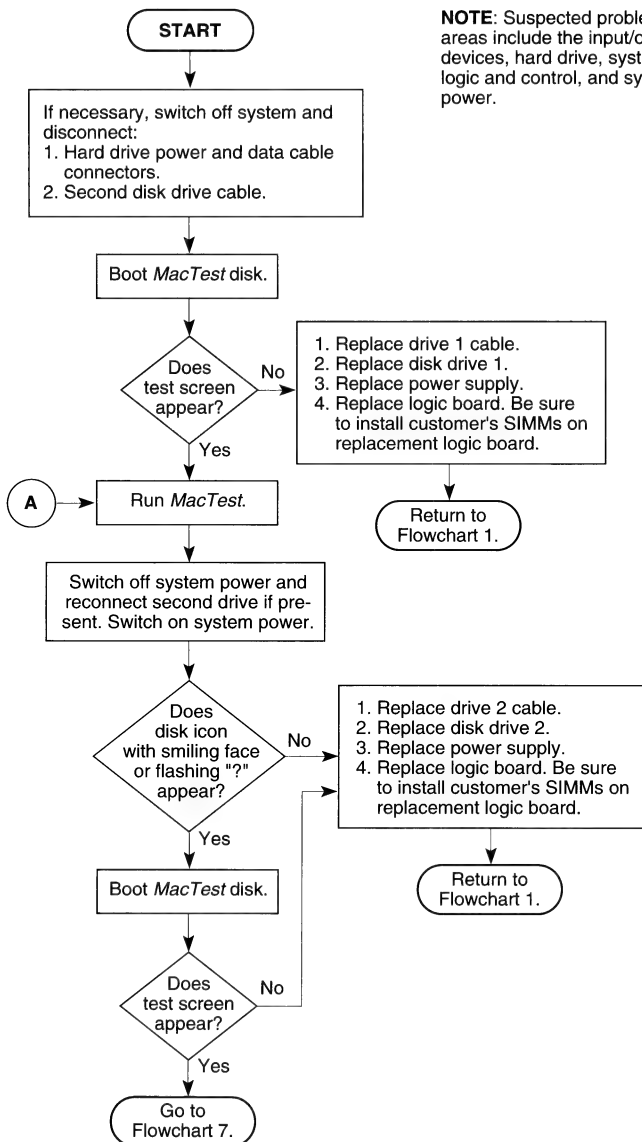 START
NOTE: Suspected proble
areas include the input/o
devices, hard drive, syst
logic and control, and sy
power.
If necessary, switch off system and
disconnect:
1. Hard drive power and data cable
connectors.
2. Second disk drive cable.
Boot MacTest disk.
Does
test screen
appear?
No
Yes
1. Replace drive 1 cable.
2. Replace disk drive 1.
3. Replace power supply.
4. Replace logic board. Be sure
to install customer's SIMMs on
replacement logic board.
Return to
Flowchart 1.
A
Run MacTest.
Switch off system power and
reconnect second drive if pre-
sent. Switch on system power.
Does
disk icon
with smiling face
or flashing "?"
appear?
No
Yes
1. Replace drive 2 cable.
2. Replace disk drive 2.
3. Replace power supply.
4. Replace logic board. Be sure
to install customer's SIMMs on
replacement logic board.
Return to
Flowchart 1.
Boot MacTest disk.
Does
test screen
appear?
No
Yes
Go to
Flowchart 7.